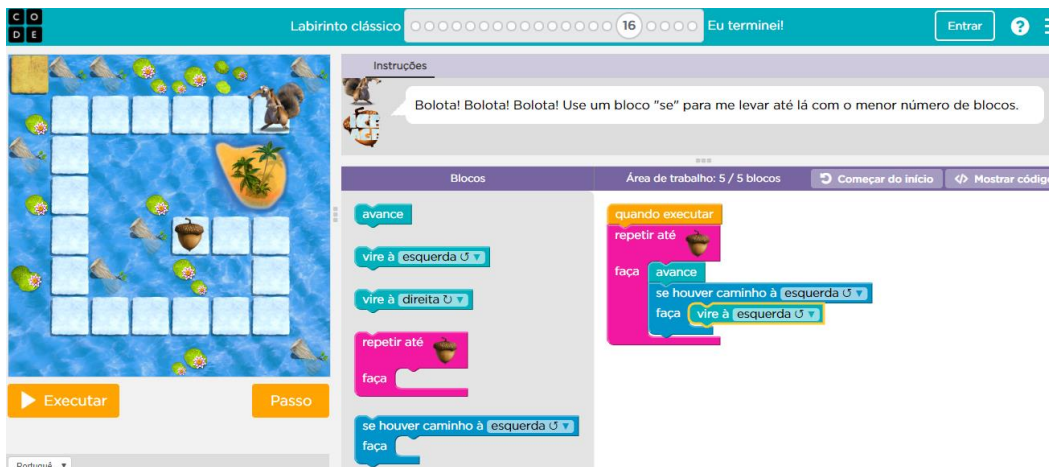 C O
D E
Labirinto clássico 16 Eu terminei!
Entrar ?
Instruções
Bolota! Bolota! Bolota! Use um bloco "se" para me levar até lá com o menor número de blocos.
Blocos
Área de trabalho: 5 / 5 blocos
Começar do início
</> Mostrar código
avance
vire à esquerda ↺ ▼
vire à direita ↻ ▼
repetir até
faça
se houver caminho à esquerda ↺ ▼
faça
quando executar
repetir até
faça avance
se houver caminho à esquerda ↺ ▼
faça vire à esquerda ↺ ▼
Executar
Passo
Portuguê ▼